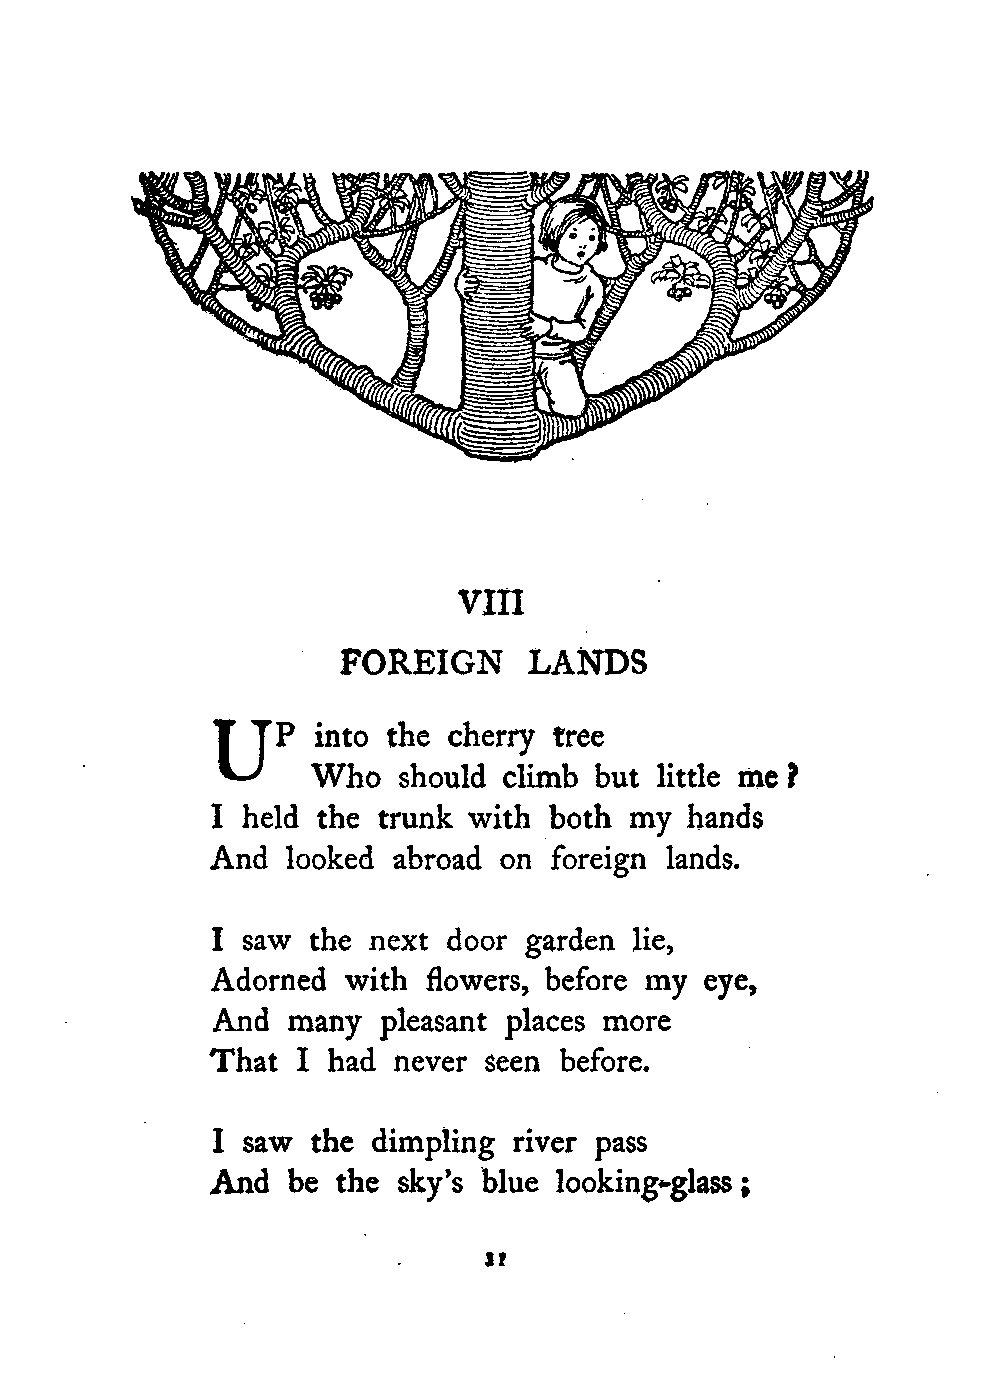 VIII
FOREIGN LANDS
UP into the cherry tree
Who should climb but little me?
I held the trunk with both my hands
And looked abroad on foreign lands.
I saw the next door garden lie,
Adorned with flowers, before my eye,
And many pleasant places more
That I had never seen before.
I saw the dimpling river pass
And be the sky's blue looking-glass;